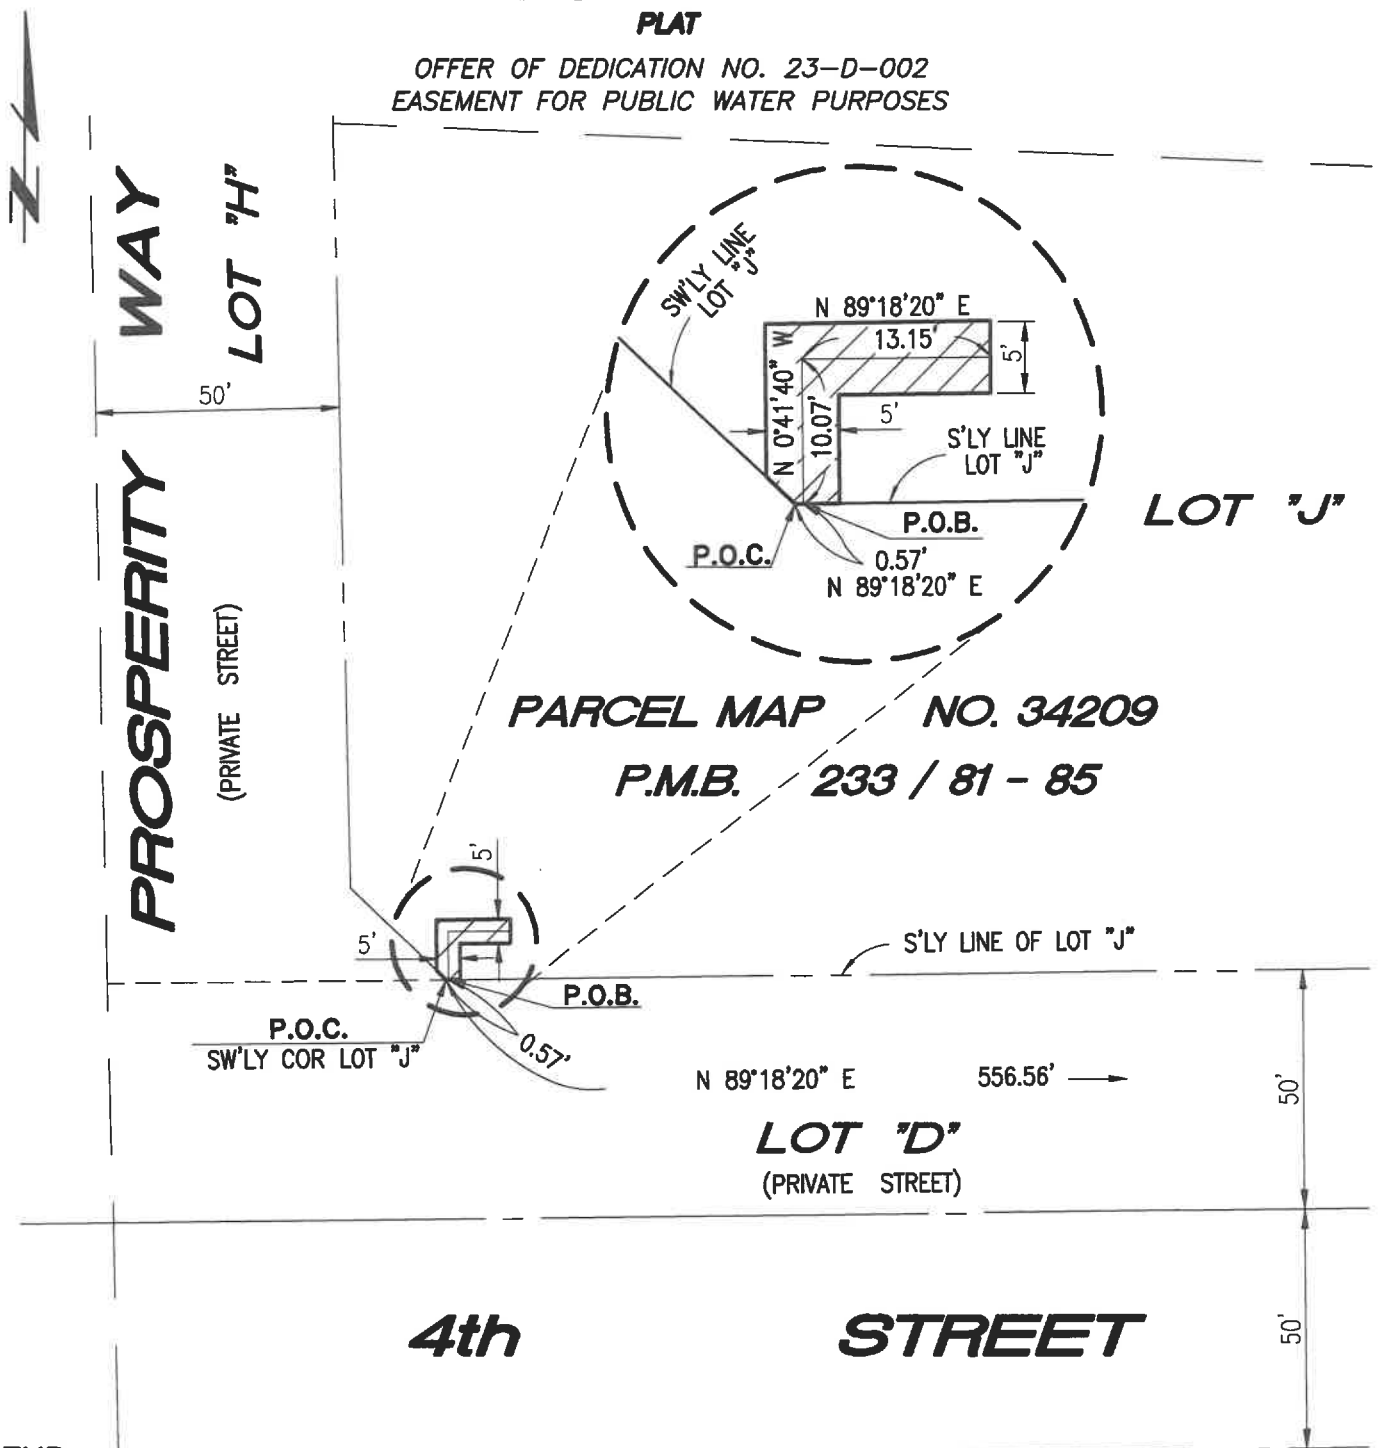 PLAT
OFFER OF DEDICATION NO. 23-D-002
EASEMENT FOR PUBLIC WATER PURPOSES
N
PROSPERITY WAY
LOT "H"
(PRIVATE STREET)
50'
SW'LY LINE
LOT "J"
N 89°18'20" E
13.15'
5'
N 0°41'40" W
10.07'
5'
S'LY LINE
LOT "J"
P.O.B.
P.O.C.
0.57'
N 89°18'20" E
LOT "J"
PARCEL MAP NO. 34209
P.M.B. 233 / 81 - 85
5'
5'
S'LY LINE OF LOT "J"
P.O.B.
P.O.C.
SW'LY COR LOT "J"
0.57'
N 89°18'20" E 556.56'
50'
LOT "D"
(PRIVATE STREET)
4th STREET
50'